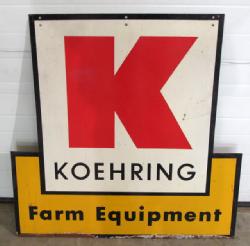 K
KOEHRING
Farm Equipment